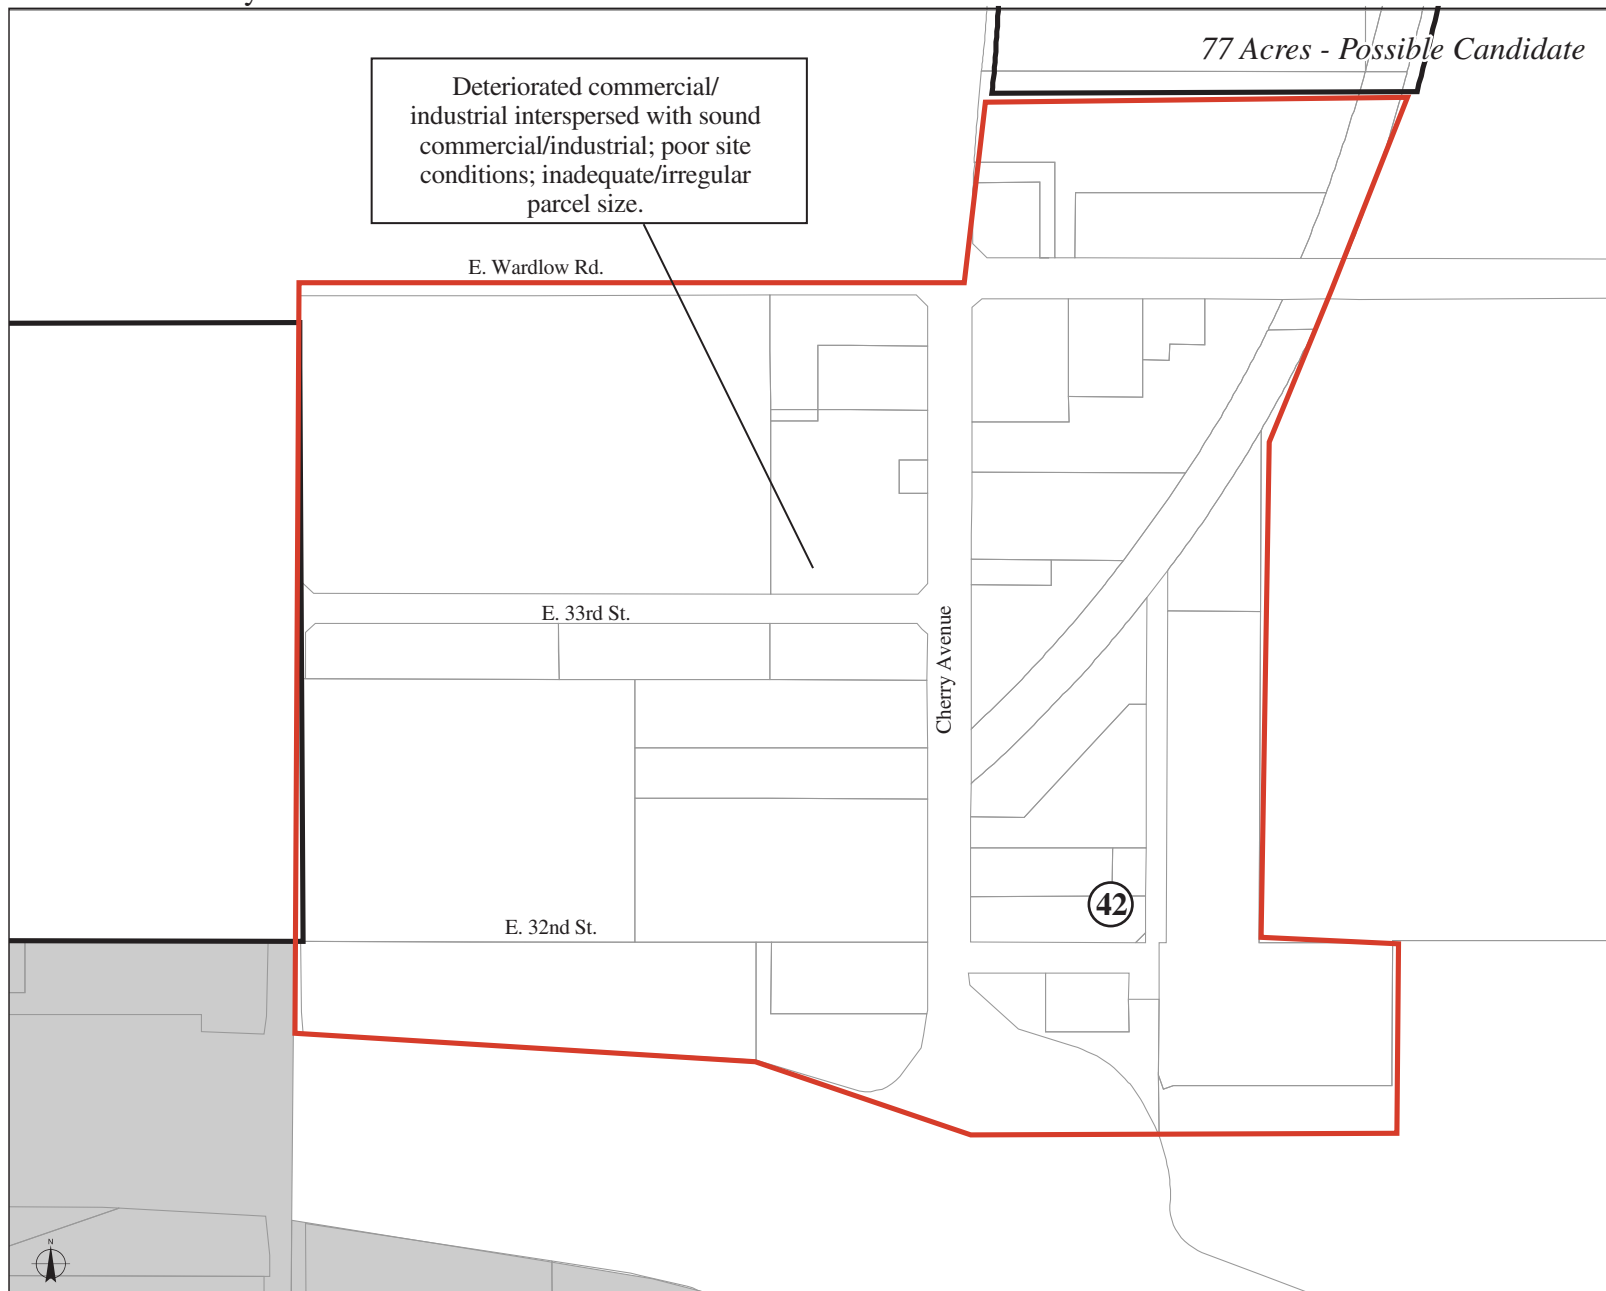 77 Acres - Possible Candidate
Deteriorated commercial/
industrial interspersed with sound
commercial/industrial; poor site
conditions; inadequate/irregular
parcel size.
E. Wardlow Rd.
E. 33rd St.
Cherry Avenue
42
E. 32nd St.
N